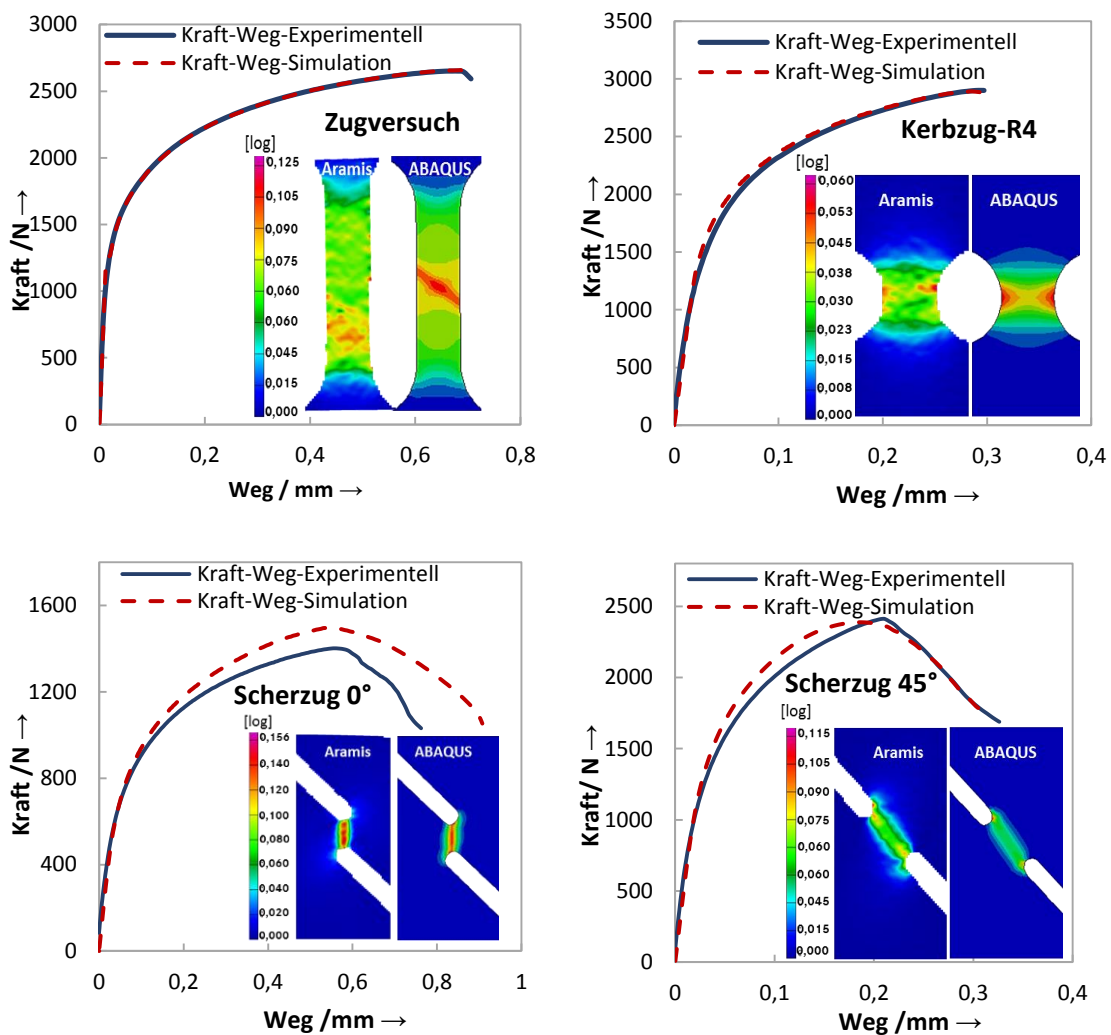 3000
2500
2000
1500
1000
500
0
Kraft /N →
Kraft-Weg-Experimentell
Kraft-Weg-Simulation
Zugversuch
[log]
0,125
0,105
0,090
0,075
0,060
0,045
0,015
0,000
Aramis
ABAQUS
0 0,2 0,4 0,6 0,8
Weg / mm →
3500
3000
2500
2000
1500
1000
500
0
Kraft /N →
Kraft-Weg-Experimentell
Kraft-Weg-Simulation
Kerbzug-R4
[log]
0,060
0,053
0,045
0,038
0,030
0,023
0,015
0,008
0,000
Aramis
ABAQUS
0 0,1 0,2 0,3 0,4
Weg /mm →
1600
1200
800
400
0
Kraft /N →
Kraft-Weg-Experimentell
Kraft-Weg-Simulation
Scherzug 0°
[log]
0,156
0,140
0,120
0,100
0,080
0,060
0,040
0,020
0,000
Aramis
ABAQUS
0 0,2 0,4 0,6 0,8 1
Weg /mm →
2500
2000
1500
1000
500
0
Kraft/ N →
Kraft-Weg-Experimentell
Kraft-Weg-Simulation
Scherzug 45°
[log]
0,115
0,105
0,090
0,075
0,060
0,045
0,015
0,000
Aramis
ABAQUS
0 0,1 0,2 0,3 0,4
Weg /mm →